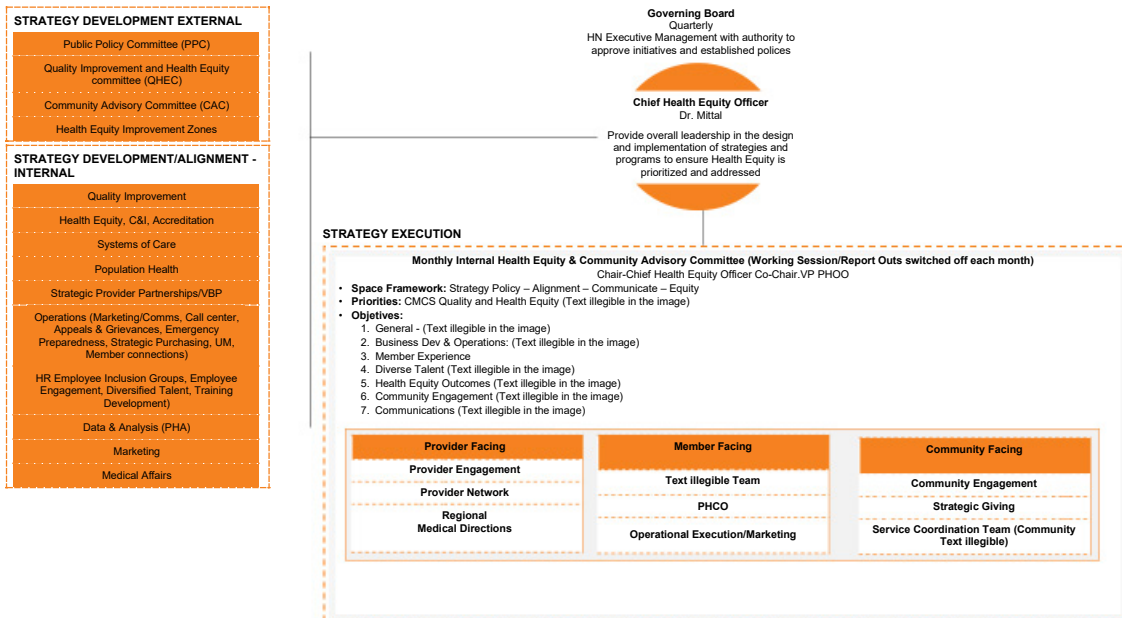 STRATEGY DEVELOPMENT EXTERNAL
Public Policy Committee (PPC)
Quality Improvement and Health Equity
committee (QHEC)
Community Advisory Committee (CAC)
Health Equity Improvement Zones
STRATEGY DEVELOPMENT/ALIGNMENT -
INTERNAL
Quality Improvement
Health Equity, C&I, Accreditation
Systems of Care
Population Health
Strategic Provider Partnerships/VBP
Operations (Marketing/Comms, Call center,
Appeals & Grievances, Emergency
Preparedness, Strategic Purchasing, UM,
Member connections)
HR Employee Inclusion Groups, Employee
Engagement, Diversified Talent, Training
Development)
Data & Analysis (PHA)
Marketing
Medical Affairs
Governing Board
Quarterly
HN Executive Management with authority to
approve initiatives and established polices
Chief Health Equity Officer
Dr. Mittal
Provide overall leadership in the design
and implementation of strategies and
programs to ensure Health Equity is
prioritized and addressed
STRATEGY EXECUTION
Monthly Internal Health Equity & Community Advisory Committee (Working Session/Report Outs switched off each month)
Chair-Chief Health Equity Officer Co-Chair.VP PHOO
• Space Framework: Strategy Policy – Alignment – Communicate – Equity
• Priorities: CMCS Quality and Health Equity (Text illegible in the image)
• Objetives:
1. General - (Text illegible in the image)
2. Business Dev & Operations: (Text illegible in the image)
3. Member Experience
4. Diverse Talent (Text illegible in the image)
5. Health Equity Outcomes (Text illegible in the image)
6. Community Engagement (Text illegible in the image)
7. Communications (Text illegible in the image)
Provider Facing
Provider Engagement
Provider Network
Regional
Medical Directions
Member Facing
Text illegible Team
PHCO
Operational Execution/Marketing
Community Facing
Community Engagement
Strategic Giving
Service Coordination Team (Community
Text illegible)